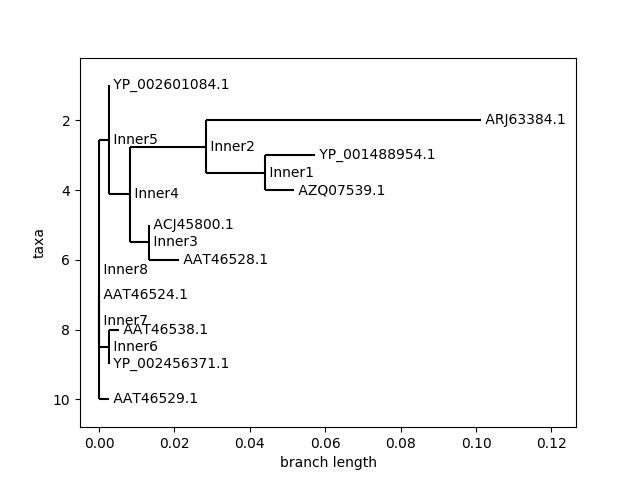 YP_002601084.1
2
ARJ63384.1
Inner5
Inner2
YP_001488954.1
Inner1
4
AZQ07539.1
Inner4
ACJ45800.1
Inner3
taxa
6
AAT46528.1
Inner8
AAT46524.1
Inner7
8
AAT46538.1
Inner6
YP_002456371.1
10
AAT46529.1
0.00 0.02 0.04 0.06 0.08 0.10 0.12
branch length